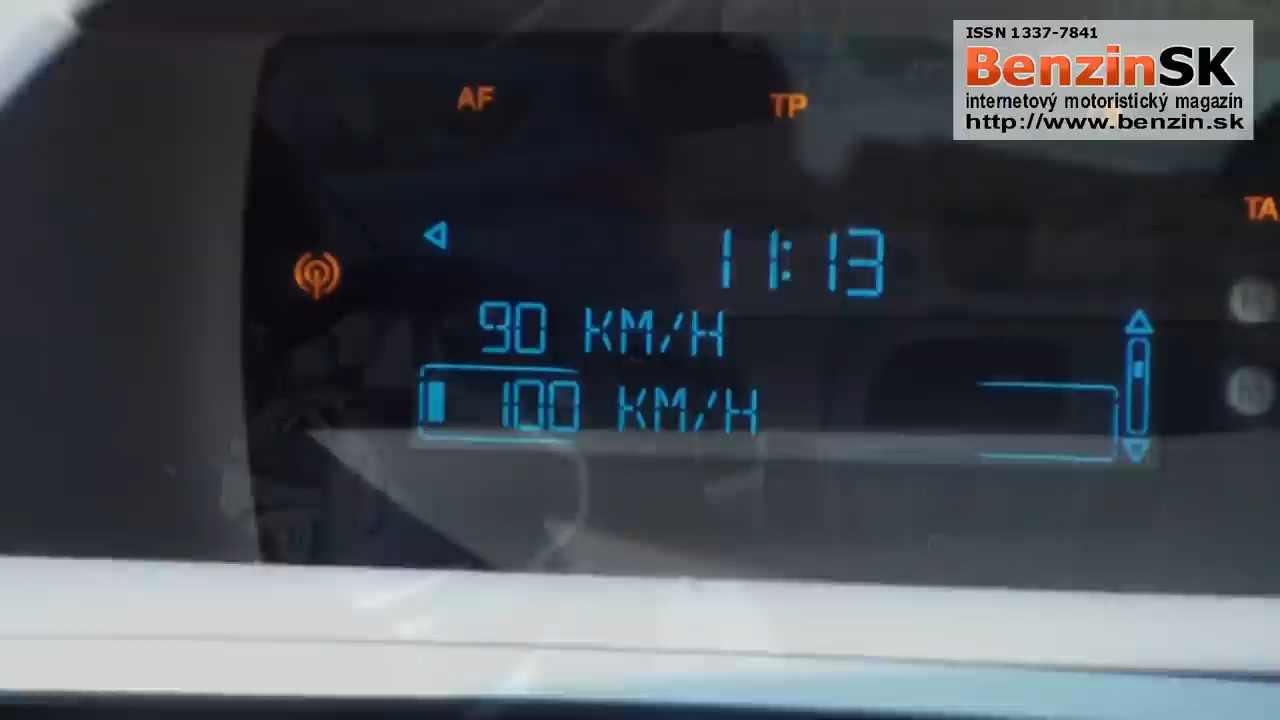 ISSN 1337-7841
BenzinSK
internetový motoristický magazín
http://www.benzin.sk
AF
TP
TA
11:13
90 KM/H
100 KM/H